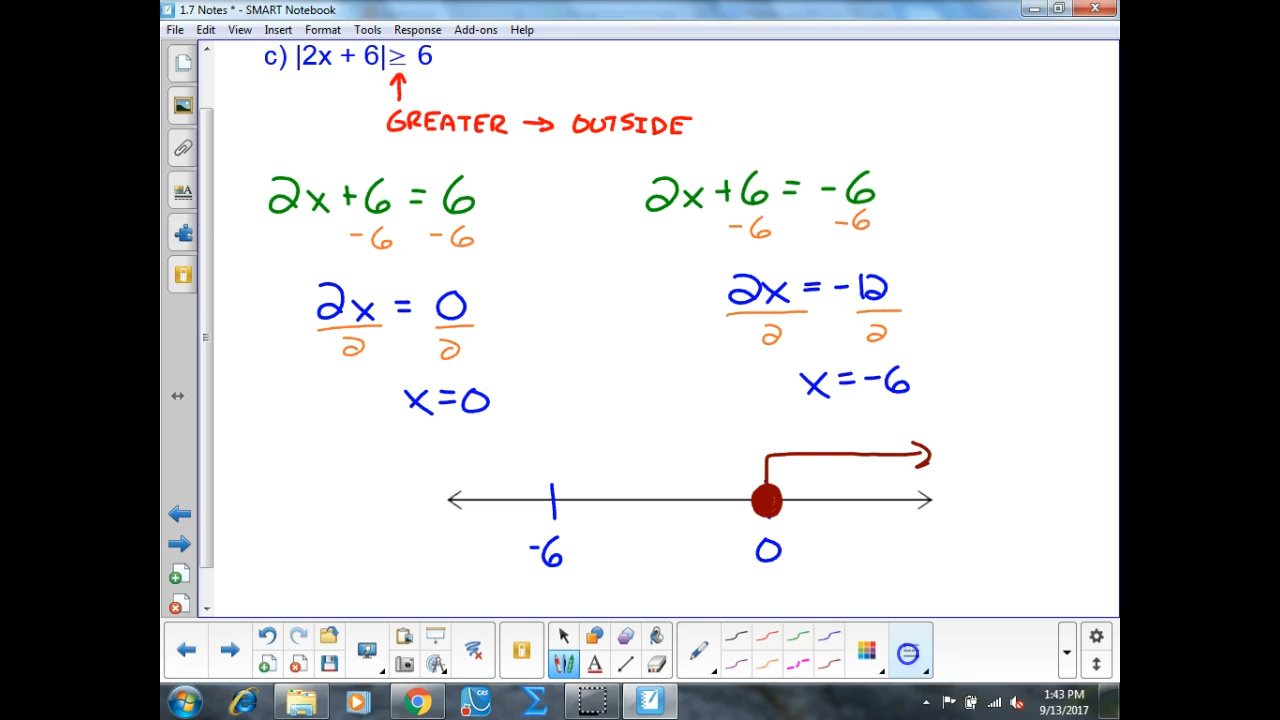 1.7 Notes * - SMART Notebook
File Edit View Insert Format Tools Response Add-ons Help
c) |2x + 6| ≥ 6
GREATER → OUTSIDE
2x+6 = 6
-6 -6
2x = 0
2 2
x=0
2x+6 = -6
-6 -6
2x = -12
2 2
x=-6
-6 0
A
CAS
Σ
1:43 PM
9/13/2017